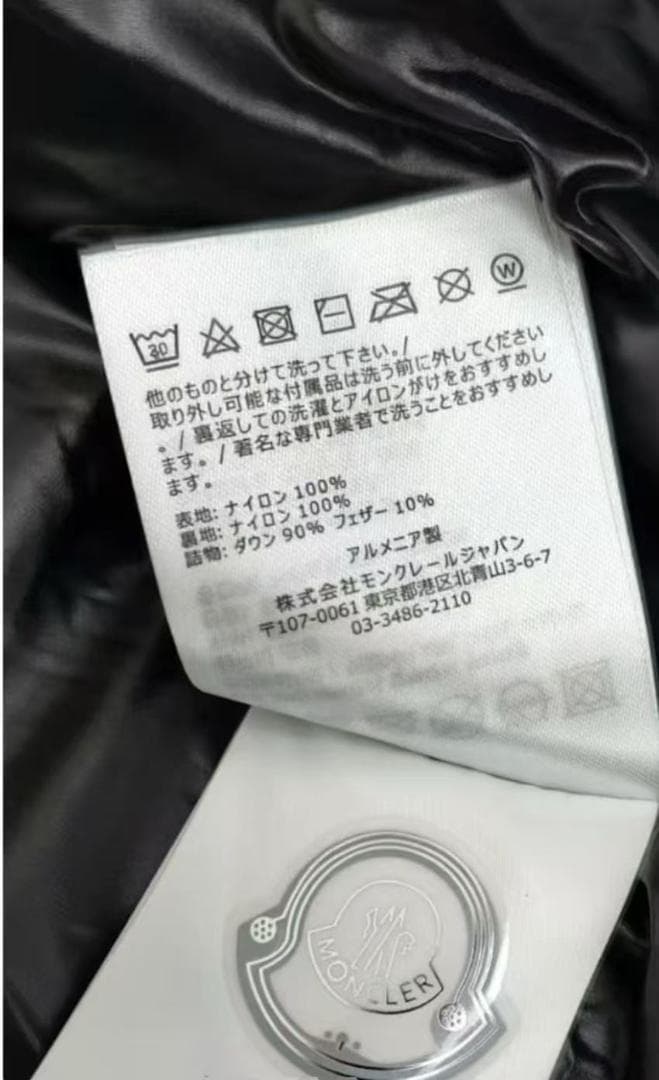 30
W
他のものと分けて洗って下さい。/
取り外し可能な付属品は洗う前に外してください
。/ 裏返しての洗濯とアイロンがけをおすすめし
ます。/ 著名な専門業者で洗うことをおすすめし
ます。
表地: ナイロン 100%
裏地: ナイロン 100%
詰物: ダウン 90% フェザー 10%
アルメニア製
株式会社モンクレールジャパン
〒107-0061 東京都港区北青山3-6-7
03-3486-2110
MONCLER